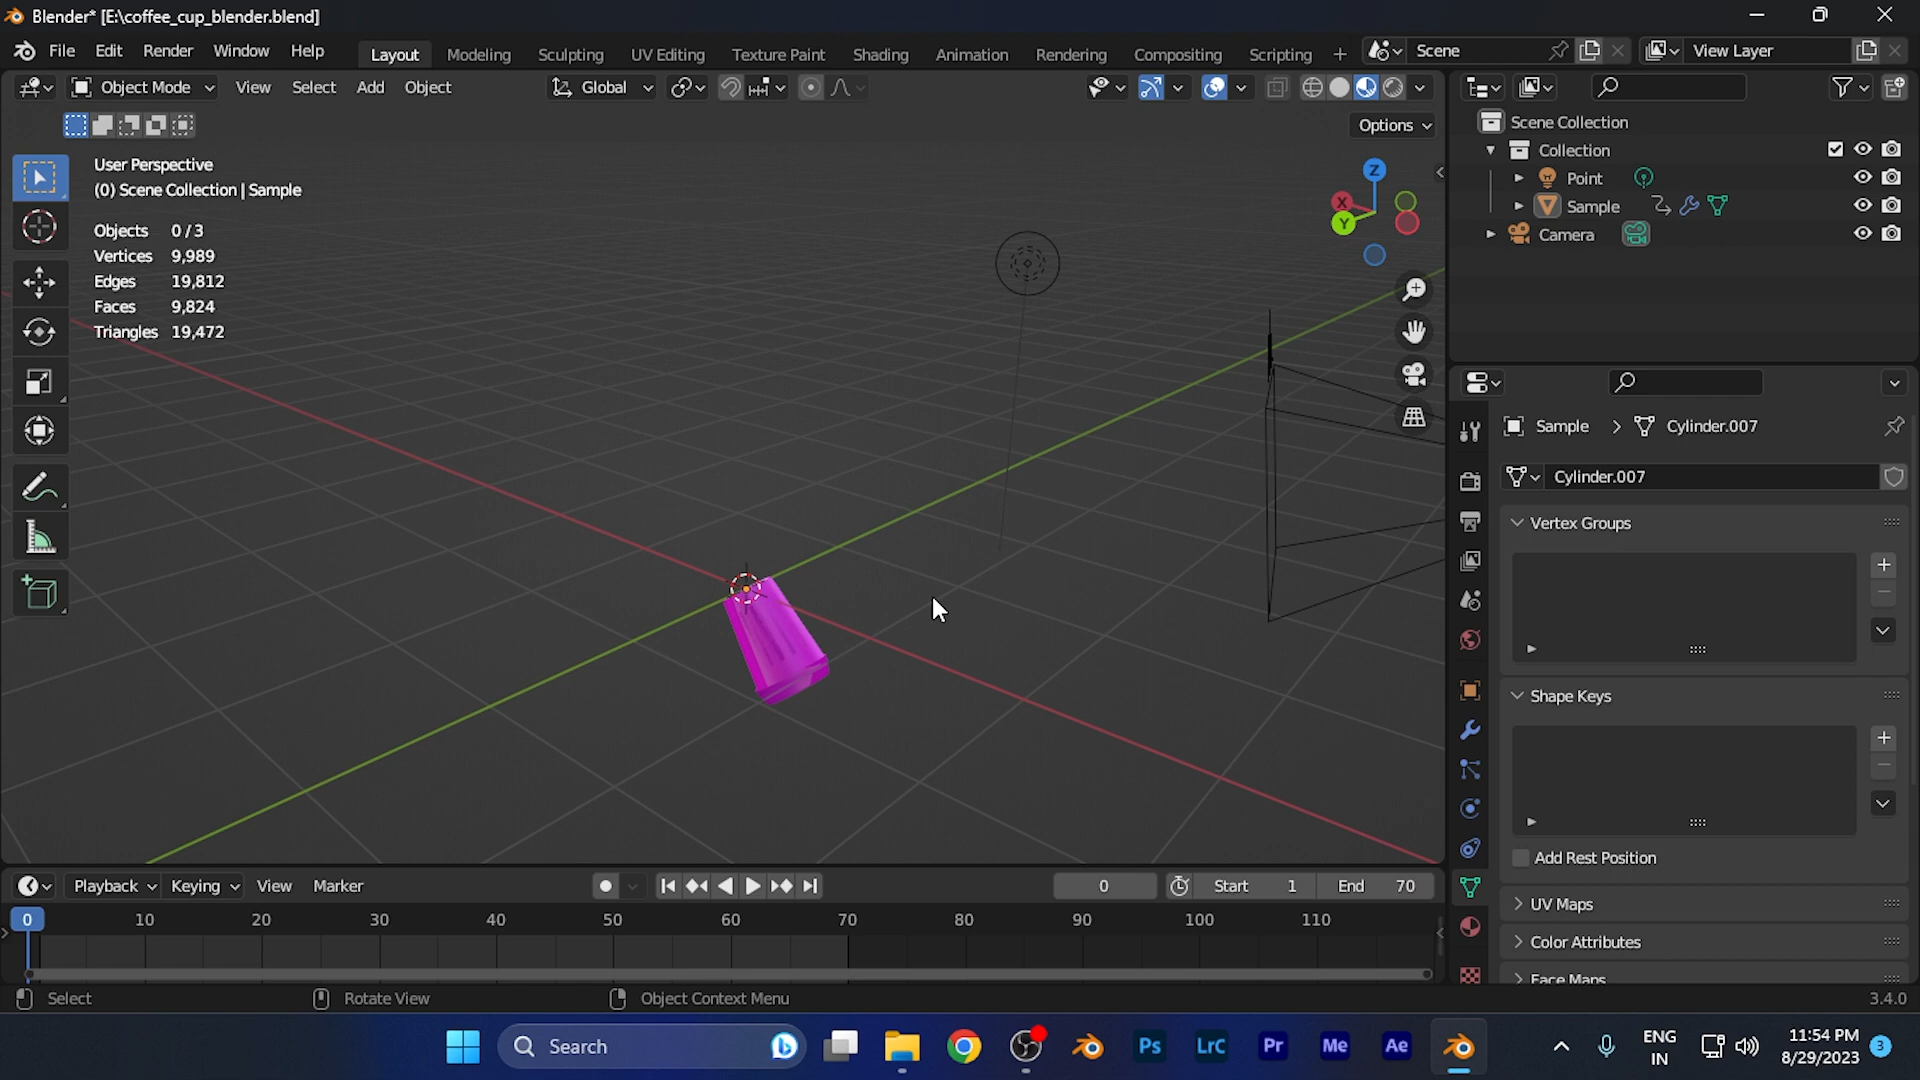 Blender* [E:\coffee_cup_blender.blend]
File Edit Render Window Help Layout Modeling Sculpting UV Editing Texture Paint Shading Animation Rendering Compositing Scripting + Scene View Layer
Object Mode View Select Add Object Global
Options
User Perspective
(0) Scene Collection | Sample
Objects 0/3
Vertices 9,989
Edges 19,812
Faces 9,824
Triangles 19,472
Z
X
Y
Scene Collection
Collection
Point
Sample
Camera
Sample > Cylinder.007
Cylinder.007
Vertex Groups
Shape Keys
Add Rest Position
UV Maps
Color Attributes
Face Maps
Playback Keying View Marker 0 Start 1 End 70
0 10 20 30 40 50 60 70 80 90 100 110
Select Rotate View Object Context Menu 3.4.0
Search Ps LrC Pr Me Ae ENG IN 11:54 PM 8/29/2023 3